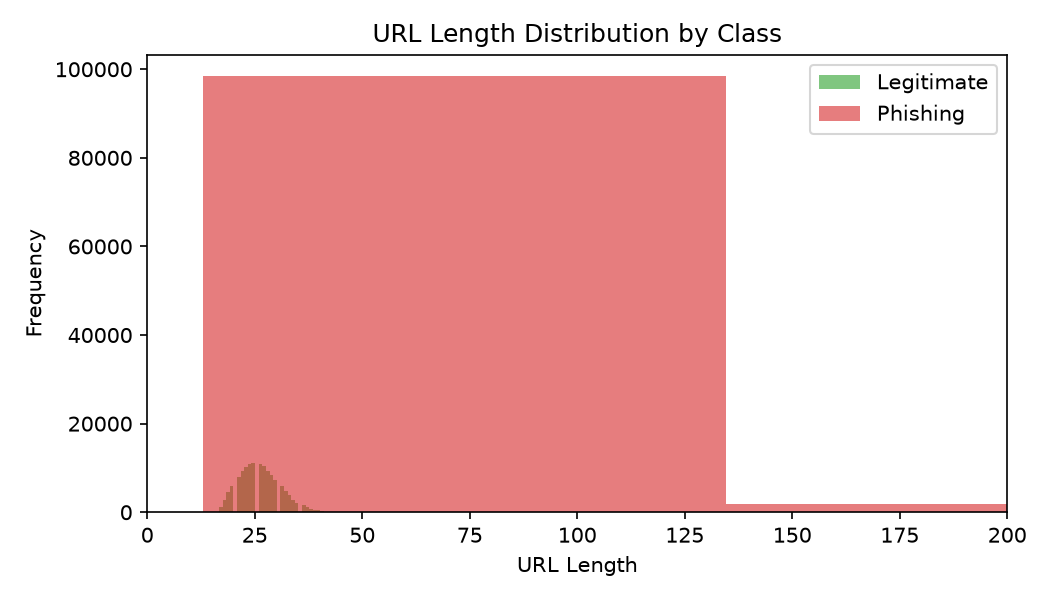 URL Length Distribution by Class
Legitimate
Phishing
Frequency
100000
80000
60000
40000
20000
0
0 25 50 75 100 125 150 175 200
URL Length